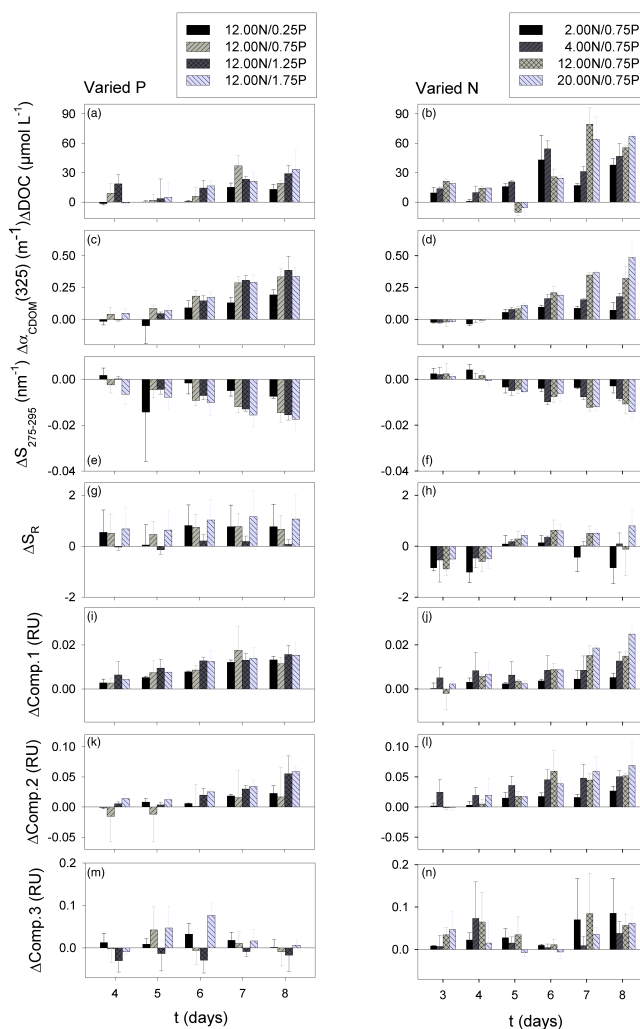 12.00N/0.25P
12.00N/0.75P
12.00N/1.25P
12.00N/1.75P
2.00N/0.75P
4.00N/0.75P
12.00N/0.75P
20.00N/0.75P
Varied P
Varied N
ΔDOC (µmol L⁻¹)
90
60
30
0
(a)
90
60
30
0
(b)
Δα_CDOM(325) (m⁻¹)
0.50
0.25
0.00
(c)
0.50
0.25
0.00
(d)
ΔS₂₇₅₋₂₉₅ (nm⁻¹)
0.00
-0.02
-0.04
(e)
0.00
-0.02
-0.04
(f)
ΔS_R
2
0
-2
(g)
2
0
-2
(h)
ΔComp.1 (RU)
0.02
0.00
(i)
0.02
0.00
(j)
ΔComp.2 (RU)
0.10
0.05
0.00
-0.05
(k)
0.10
0.05
0.00
-0.05
(l)
ΔComp.3 (RU)
0.2
0.1
0.0
(m)
0.2
0.1
0.0
(n)
4 5 6 7 8
3 4 5 6 7 8
t (days)
t (days)